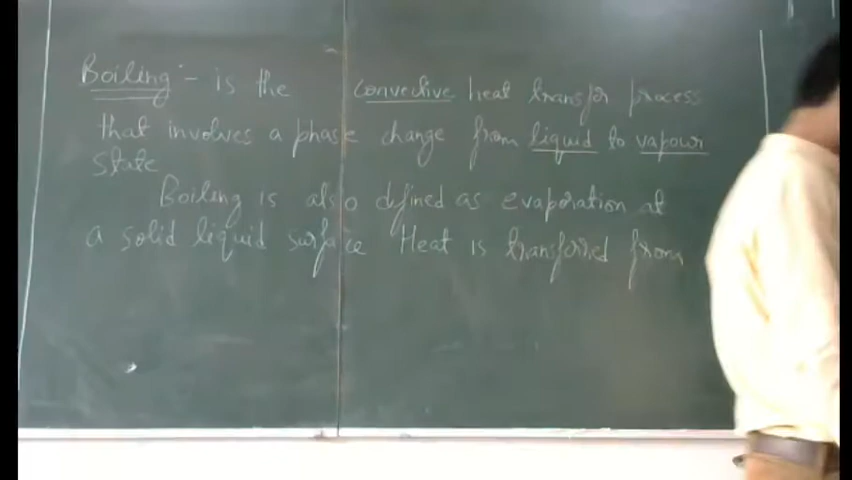 Boiling :- is the convective heat transfer process
that involves a phase change from liquid to vapour
state
Boiling is also defined as evaporation at
a solid liquid surface Heat is transferred from